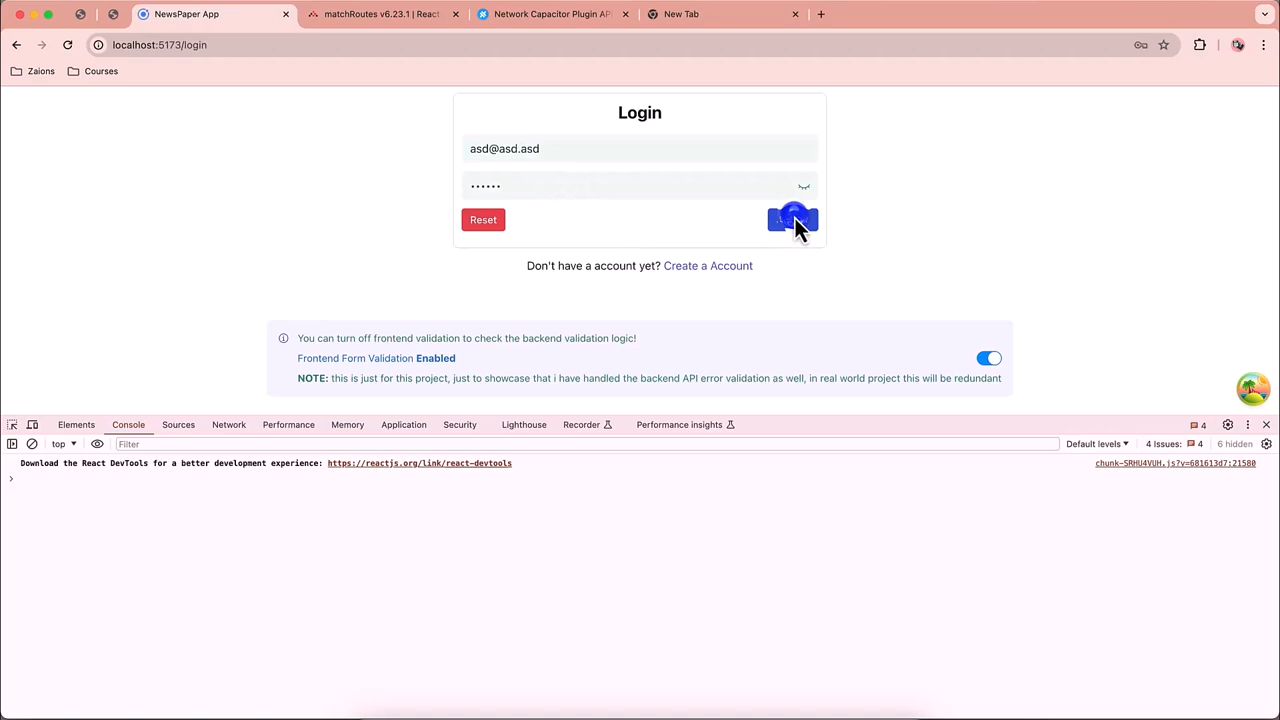 NewsPaper App
matchRoutes v6.23.1 | React
Network Capacitor Plugin API
New Tab
localhost:5173/login
Zaions
Courses
Login
asd@asd.asd
••••••
Reset
Don't have a account yet? Create a Account
You can turn off frontend validation to check the backend validation logic!
Frontend Form Validation Enabled
NOTE: this is just for this project, just to showcase that i have handled the backend API error validation as well, in real world project this will be redundant
Elements Console Sources Network Performance Memory Application Security Lighthouse Recorder Performance insights 4
top Filter Default levels 4 Issues: 4 6 hidden
Download the React DevTools for a better development experience: https://reactjs.org/link/react-devtools chunk-SRHU4VUH.js?v=681613d7:21580